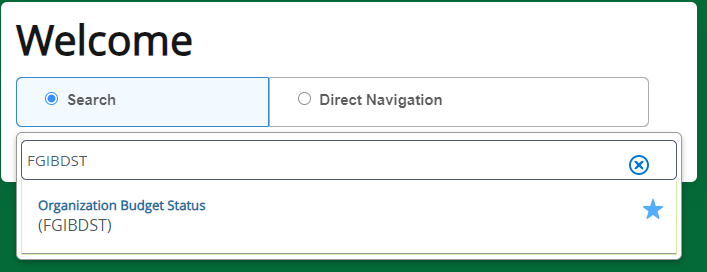 Welcome
Search
Direct Navigation
FGIBDST
Organization Budget Status
(FGIBDST)